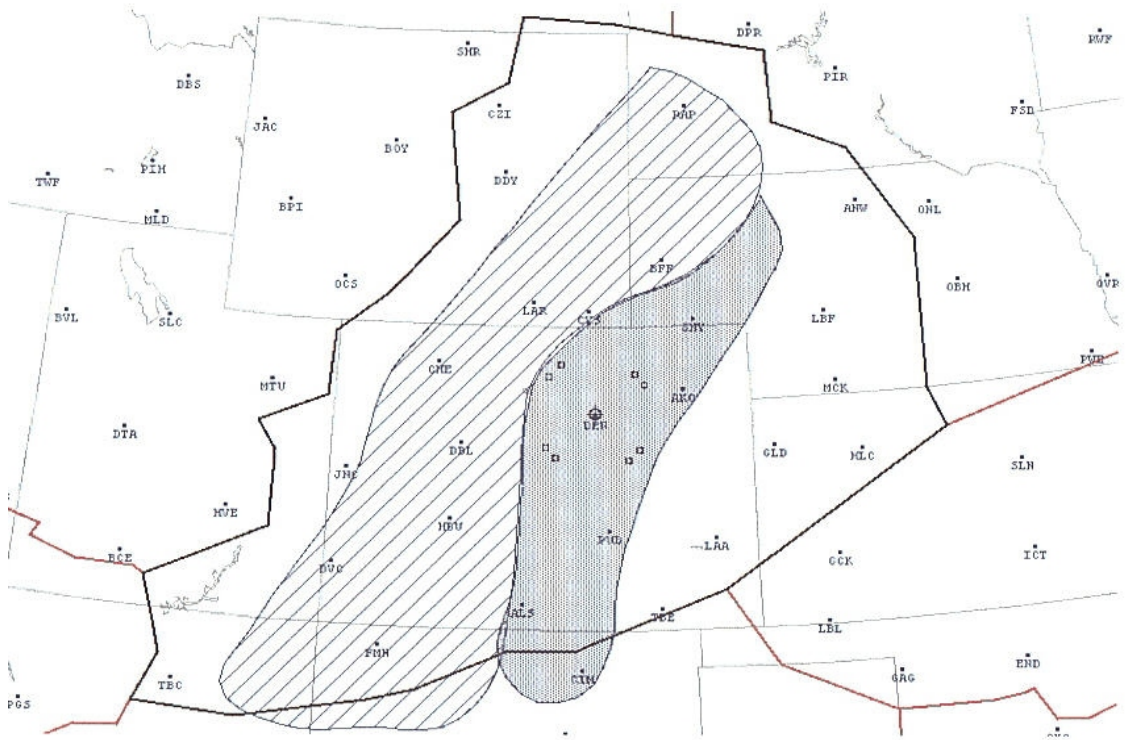 DPR
RWF
SHR
PIR
DBS
FSD
CZI
RAP
JAC
BOY
PIH
TWF
DDY
BPI
ANW
ONL
MLD
BFF
OCS
OBH
OVR
LAR
CYS
SNY
LBF
BVL
SLC
PWE
CHE
MTU
MCK
AKO
DEN
DTA
DBL
GLD
HLC
SLN
JNC
HVE
HBU
PUB
LAA
BCE
DVC
GCK
ICT
ALS
TBE
LBL
FMN
END
TBC
CIM
GAG
PGS